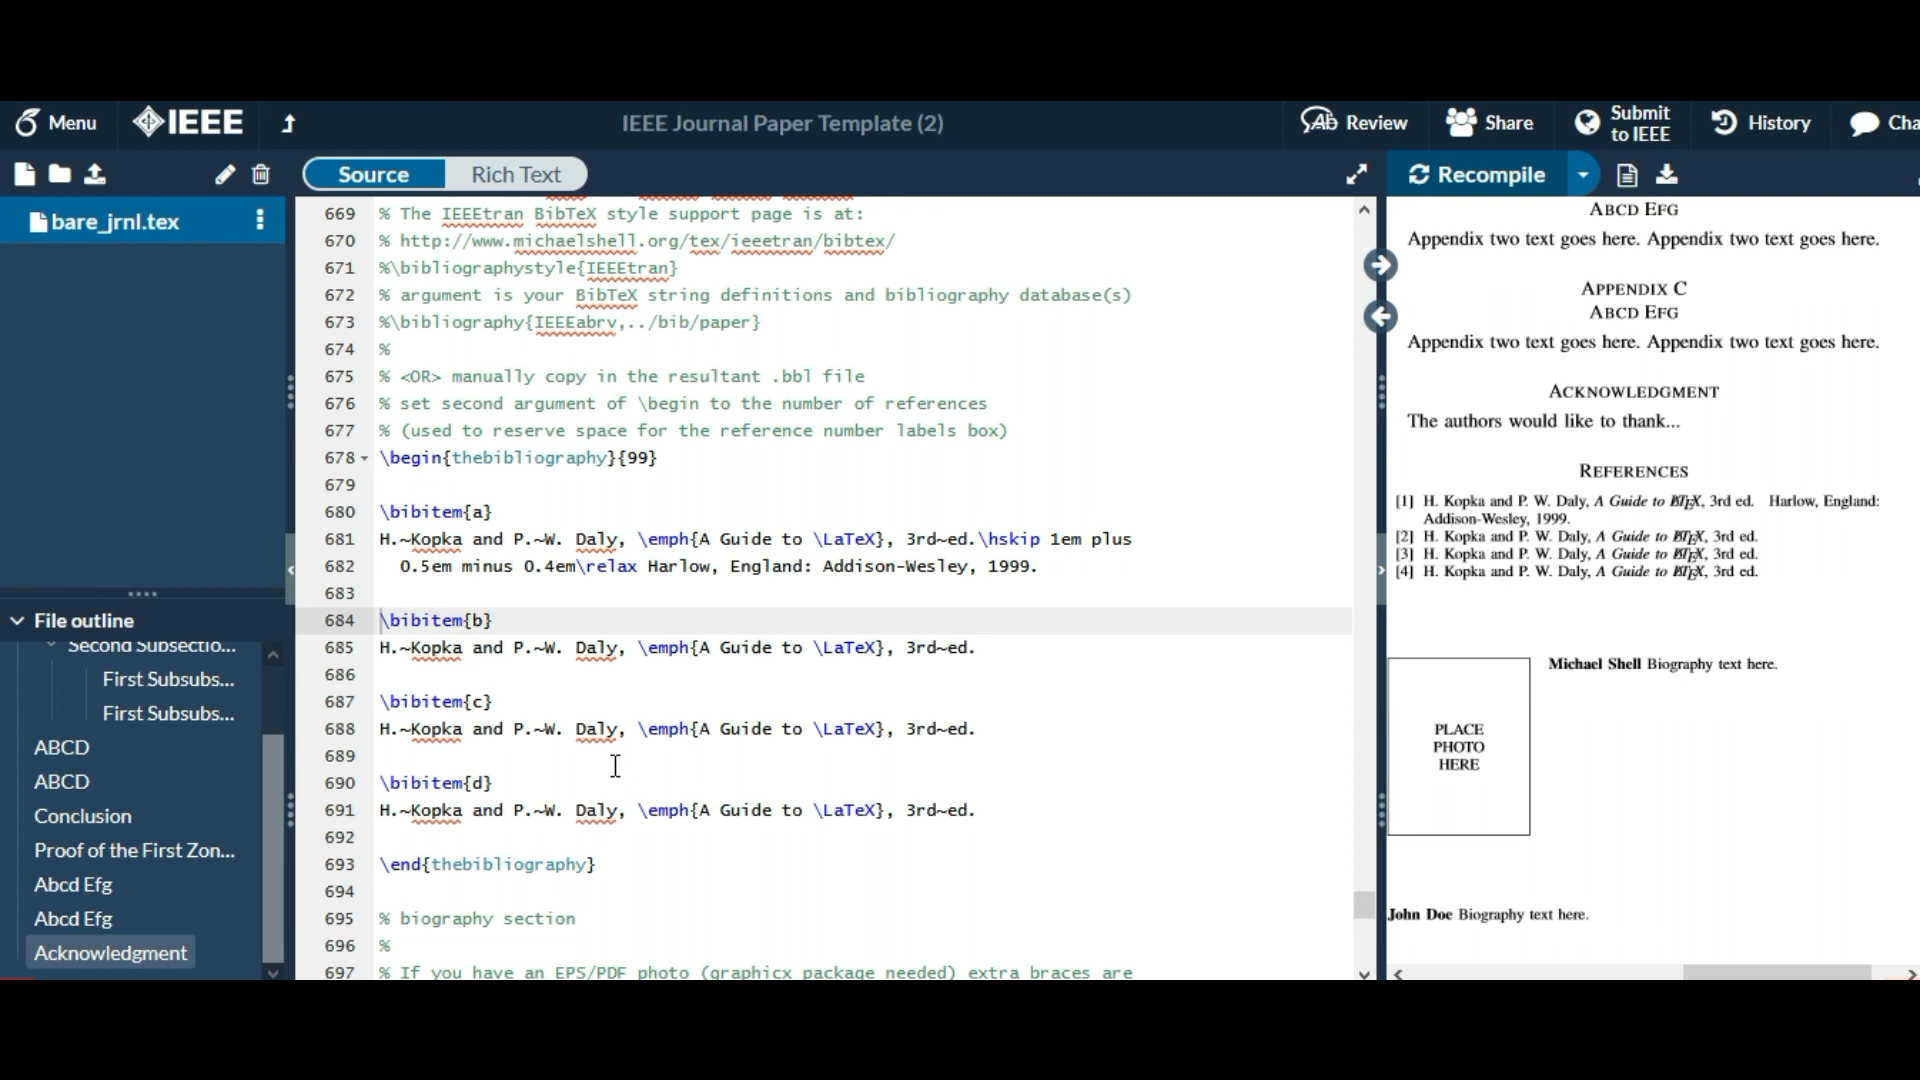 Menu
IEEE
IEEE Journal Paper Template (2)
Review
Share
Submit
to IEEE
History
Cha
Source
Rich Text
Recompile
bare_jrnl.tex
File outline
Second Subsectio...
First Subsubs...
First Subsubs...
ABCD
ABCD
Conclusion
Proof of the First Zon...
Abcd Efg
Abcd Efg
Acknowledgment
669 % The IEEEtran BibTeX style support page is at:
670 % http://www.michaelshell.org/tex/ieeetran/bibtex/
671 %\bibliographystyle{IEEEtran}
672 % argument is your BibTeX string definitions and bibliography database(s)
673 %\bibliography{IEEEabrv,../bib/paper}
674 %
675 % <OR> manually copy in the resultant .bbl file
676 % set second argument of \begin to the number of references
677 % (used to reserve space for the reference number labels box)
678 \begin{thebibliography}{99}
679
680 \bibitem{a}
681 H.~Kopka and P.~W. Daly, \emph{A Guide to \LaTeX}, 3rd~ed.\hskip 1em plus
682 0.5em minus 0.4em\relax Harlow, England: Addison-Wesley, 1999.
683
684 \bibitem{b}
685 H.~Kopka and P.~W. Daly, \emph{A Guide to \LaTeX}, 3rd~ed.
686
687 \bibitem{c}
688 H.~Kopka and P.~W. Daly, \emph{A Guide to \LaTeX}, 3rd~ed.
689
690 \bibitem{d}
691 H.~Kopka and P.~W. Daly, \emph{A Guide to \LaTeX}, 3rd~ed.
692
693 \end{thebibliography}
694
695 % biography section
696 %
697 % If you have an EPS/PDF photo (graphicx package needed) extra braces are
ABCD EFG
Appendix two text goes here. Appendix two text goes here.
APPENDIX C
ABCD EFG
Appendix two text goes here. Appendix two text goes here.
ACKNOWLEDGMENT
The authors would like to thank...
REFERENCES
[1] H. Kopka and P. W. Daly, A Guide to LATEX, 3rd ed. Harlow, England:
Addison-Wesley, 1999.
[2] H. Kopka and P. W. Daly, A Guide to LATEX, 3rd ed.
[3] H. Kopka and P. W. Daly, A Guide to LATEX, 3rd ed.
[4] H. Kopka and P. W. Daly, A Guide to LATEX, 3rd ed.
Michael Shell Biography text here.
PLACE
PHOTO
HERE
John Doe Biography text here.